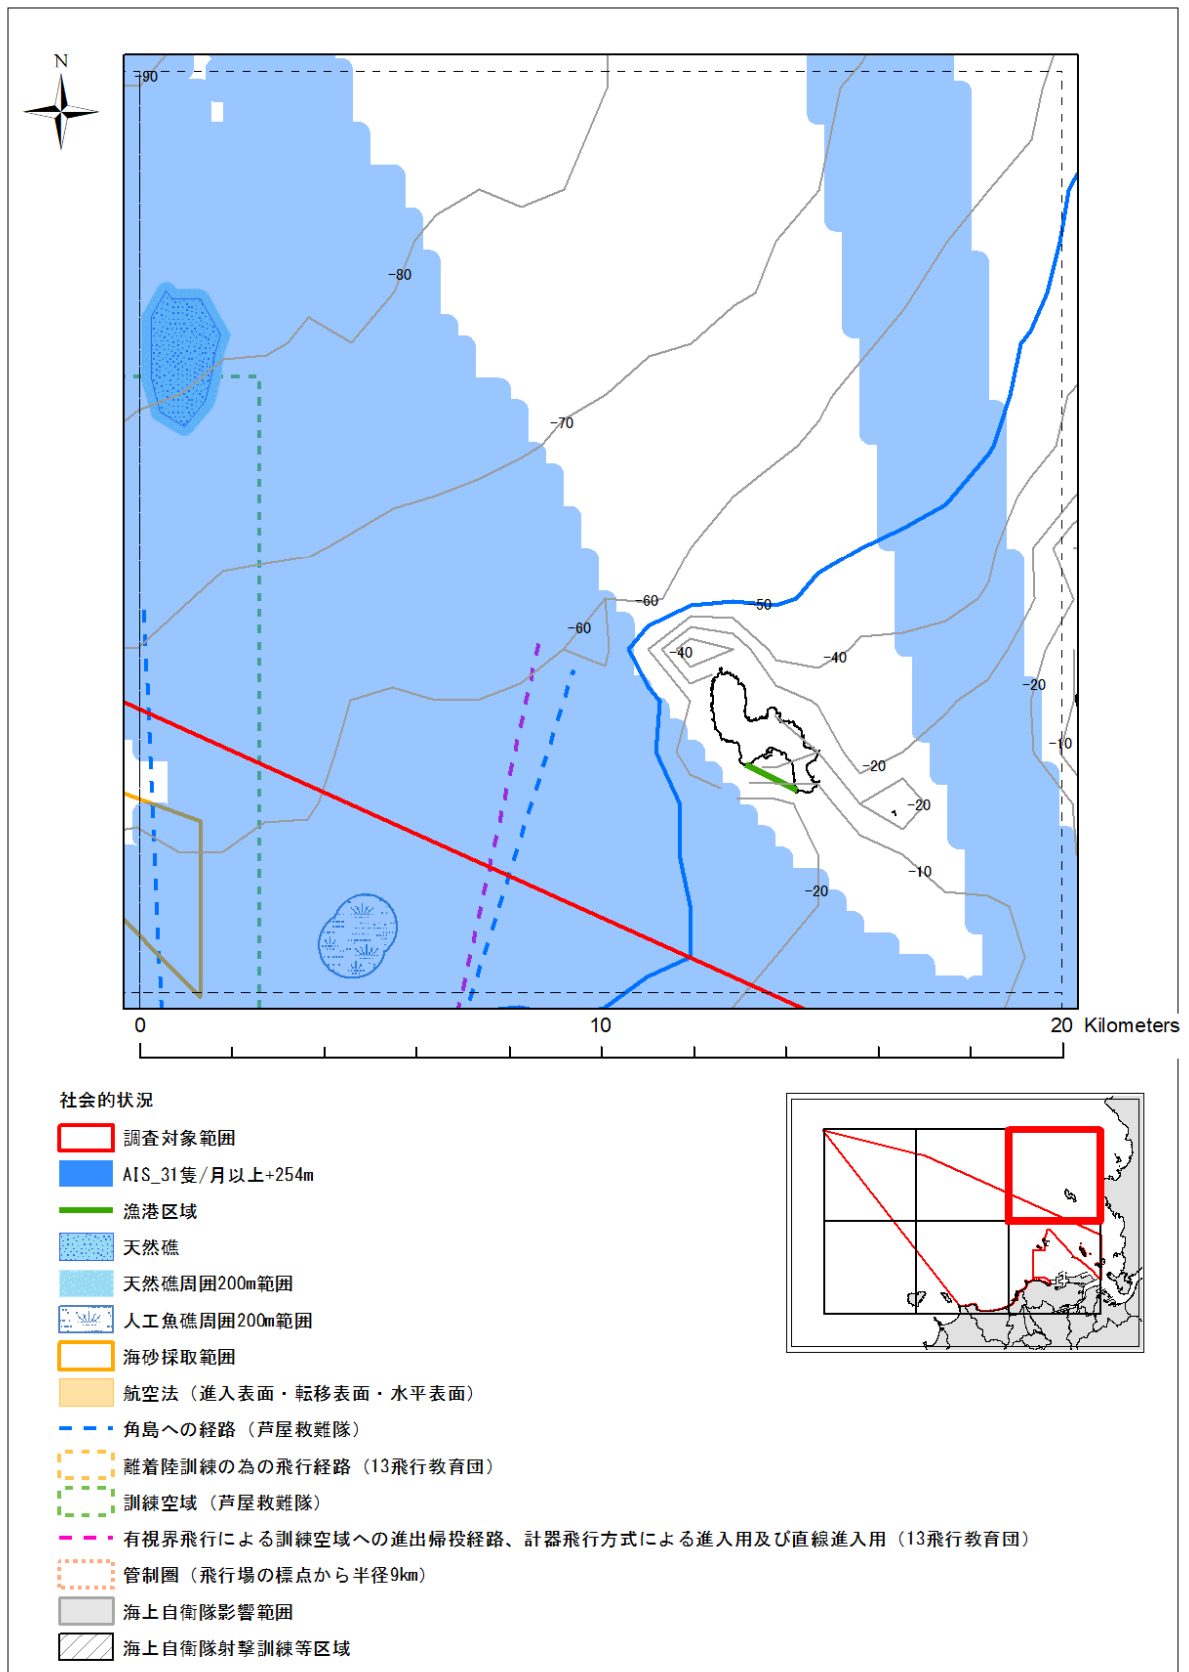 N
-90
-80
-70
-60
-60
-50
-40
-40
-20
-10
-20
-20
-10
-20
0 10 20 Kilometers
社会的状況
調査対象範囲
AIS_31隻/月以上+254m
漁港区域
天然礁
天然礁周囲200m範囲
人工魚礁周囲200m範囲
海砂採取範囲
航空法（進入表面・転移表面・水平表面）
角島への経路（芦屋救難隊）
離着陸訓練の為の飛行経路（13飛行教育団）
訓練空域（芦屋救難隊）
有視界飛行による訓練空域への進出帰投経路、計器飛行方式による進入用及び直線進入用（13飛行教育団）
管制圏（飛行場の標点から半径9km）
海上自衛隊影響範囲
海上自衛隊射撃訓練等区域